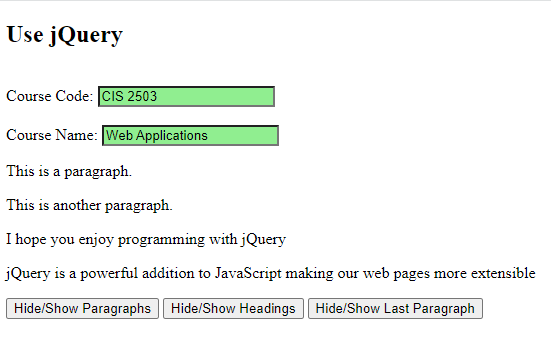 Use jQuery
Course Code: CIS 2503
Course Name: Web Applications
This is a paragraph.
This is another paragraph.
I hope you enjoy programming with jQuery
jQuery is a powerful addition to JavaScript making our web pages more extensible
Hide/Show Paragraphs Hide/Show Headings Hide/Show Last Paragraph